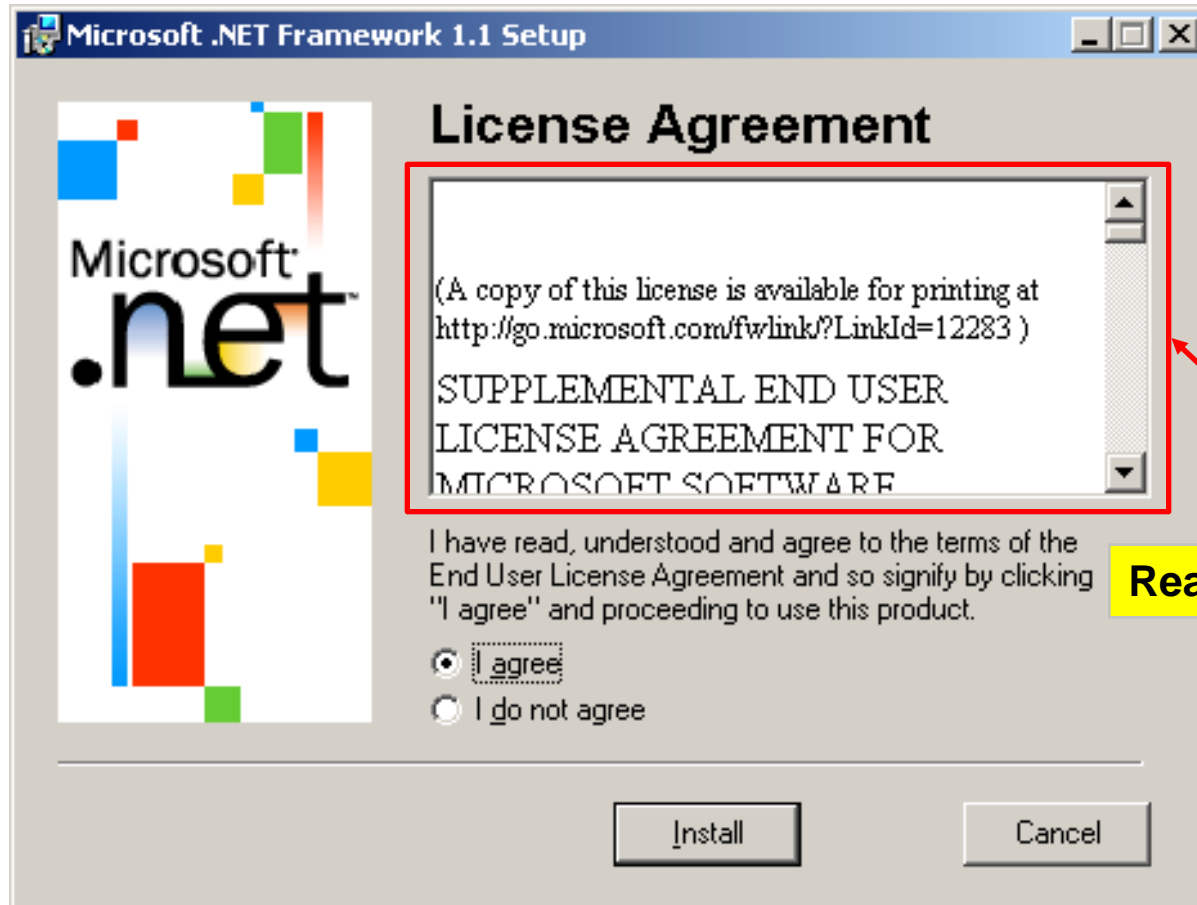 Microsoft .NET Framework 1.1 Setup
License Agreement
Microsoft
.net
(A copy of this license is available for printing at
http://go.microsoft.com/fwlink/?LinkId=12283 )
SUPPLEMENTAL END USER
LICENSE AGREEMENT FOR
MICROSOFT SOFTWARE
I have read, understood and agree to the terms of the
End User License Agreement and so signify by clicking
"I agree" and proceeding to use this product.
I agree
I do not agree
Install
Cancel